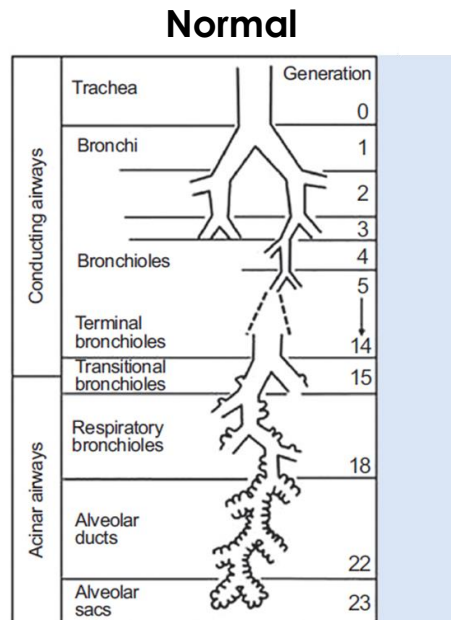 Normal
Generation
Trachea
0
Bronchi
1
2
3
Conducting airways
Bronchioles
4
5
Terminal
bronchioles
14
Transitional
bronchioles
15
Respiratory
bronchioles
18
Acinar airways
Alveolar
ducts
22
Alveolar
sacs
23